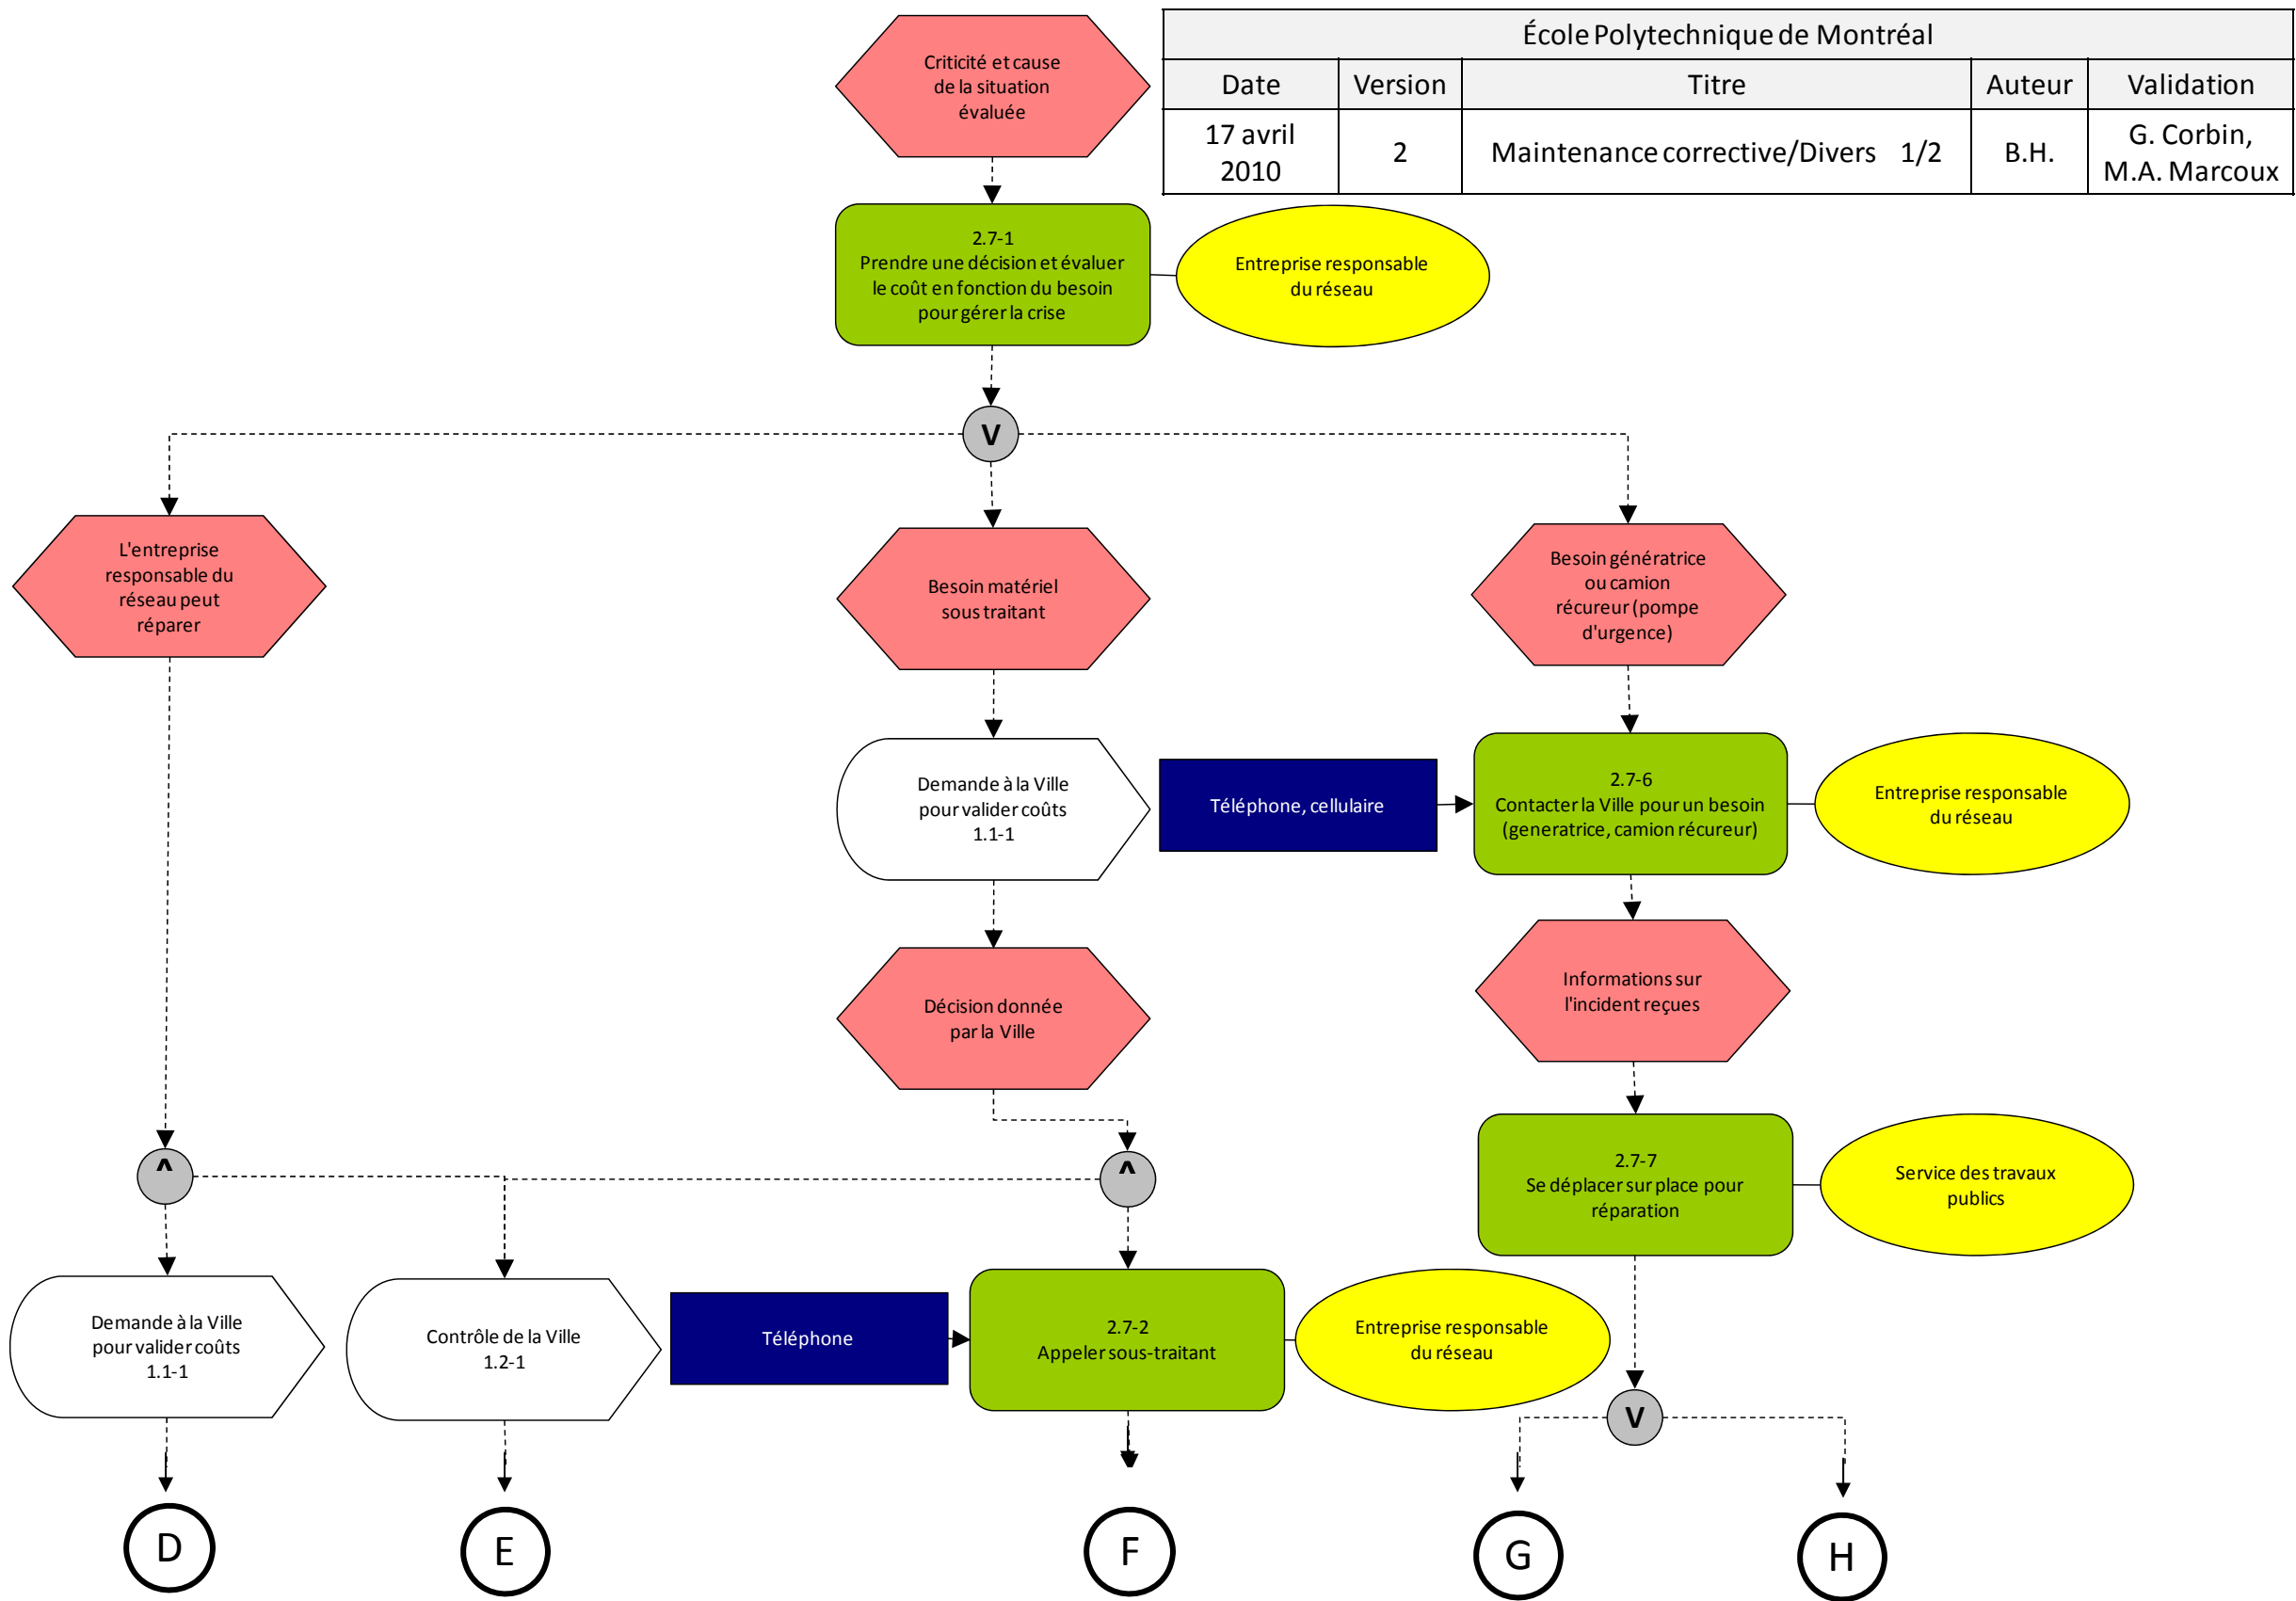 Criticité et cause
de la situation
évaluée
École Polytechnique de Montréal
Date Version Titre Auteur Validation
17 avril
2010
2
Maintenance corrective/Divers 1/2
B.H.
G. Corbin,
M.A. Marcoux
2.7-1
Prendre une décision et évaluer
le coût en fonction du besoin
pour gérer la crise
Entreprise responsable
du réseau
V
L'entreprise
responsable du
réseau peut
réparer
Besoin matériel
sous traitant
Besoin génératrice
ou camion
récureur (pompe
d'urgence)
Demande à la Ville
pour valider coûts
1.1-1
Téléphone, cellulaire
2.7-6
Contacter la Ville pour un besoin
(generatrice, camion récureur)
Entreprise responsable
du réseau
Décision donnée
par la Ville
Informations sur
l'incident reçues
^
^
2.7-7
Se déplacer sur place pour
réparation
Service des travaux
publics
Demande à la Ville
pour valider coûts
1.1-1
Contrôle de la Ville
1.2-1
Téléphone
2.7-2
Appeler sous-traitant
Entreprise responsable
du réseau
V
D
E
F
G
H